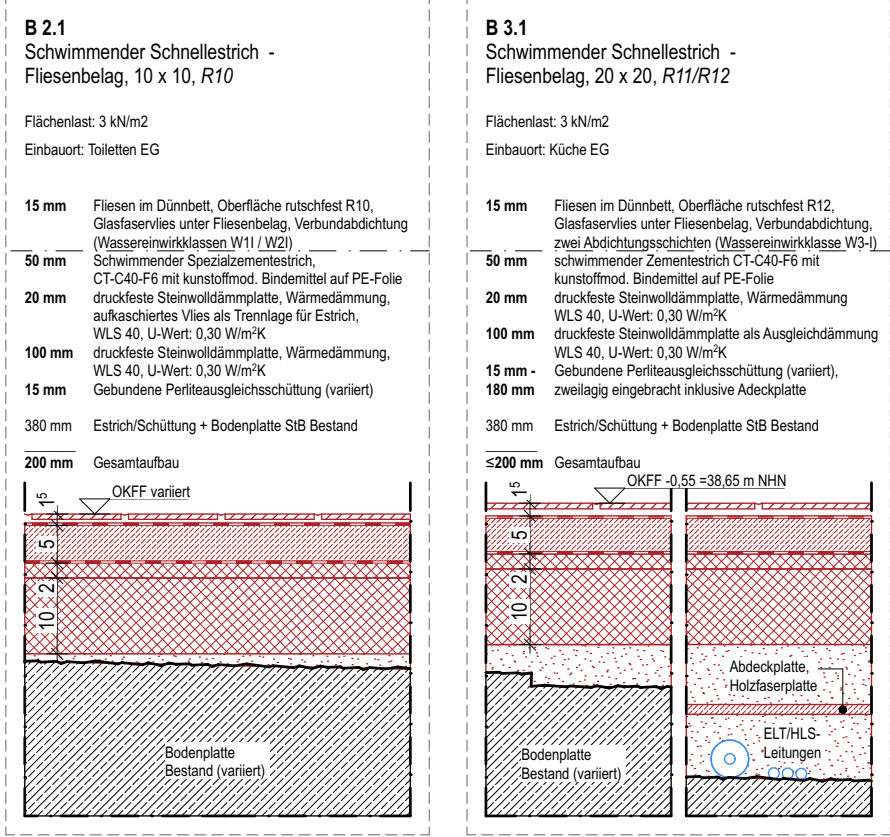 B 2.1
Schwimmender Schnellestrich -
Fliesenbelag, 10 x 10, R10
Flächenlast: 3 kN/m2
Einbauort: Toiletten EG
15 mm Fliesen im Dünnbett, Oberfläche rutschfest R10,
Glasfaservlies unter Fliesenbelag, Verbundabdichtung
(Wassereinwirkklassen W1I / W2I)
50 mm Schwimmender Spezialzementestrich,
CT-C40-F6 mit kunstoffmod. Bindemittel auf PE-Folie
20 mm druckfeste Steinwolldämmplatte, Wärmedämmung,
aufkaschiertes Vlies als Trennlage für Estrich,
WLS 40, U-Wert: 0,30 W/m²K
100 mm druckfeste Steinwolldämmplatte, Wärmedämmung,
WLS 40, U-Wert: 0,30 W/m²K
15 mm Gebundene Perliteausgleichsschüttung (variiert)
380 mm Estrich/Schüttung + Bodenplatte StB Bestand
200 mm Gesamtaufbau
OKFF variiert
1⁵
5
2
10
Bodenplatte
Bestand (variiert)
B 3.1
Schwimmender Schnellestrich -
Fliesenbelag, 20 x 20, R11/R12
Flächenlast: 3 kN/m2
Einbauort: Küche EG
15 mm Fliesen im Dünnbett, Oberfläche rutschfest R12,
Glasfaservlies unter Fliesenbelag, Verbundabdichtung,
zwei Abdichtungsschichten (Wassereinwirkklasse W3-I)
50 mm schwimmender Zementestrich CT-C40-F6 mit
kunstoffmod. Bindemittel auf PE-Folie
20 mm druckfeste Steinwolldämmplatte, Wärmedämmung
WLS 40, U-Wert: 0,30 W/m²K
100 mm druckfeste Steinwolldämmplatte als Ausgleichdämmung
WLS 40, U-Wert: 0,30 W/m²K
15 mm - Gebundene Perliteausgleichsschüttung (variiert),
180 mm zweilagig eingebracht inklusive Adeckplatte
380 mm Estrich/Schüttung + Bodenplatte StB Bestand
≤200 mm Gesamtaufbau
OKFF -0,55 =38,65 m NHN
1⁵
5
2
10
Bodenplatte
Bestand (variiert)
Abdeckplatte,
Holzfaserplatte
ELT/HLS-
Leitungen